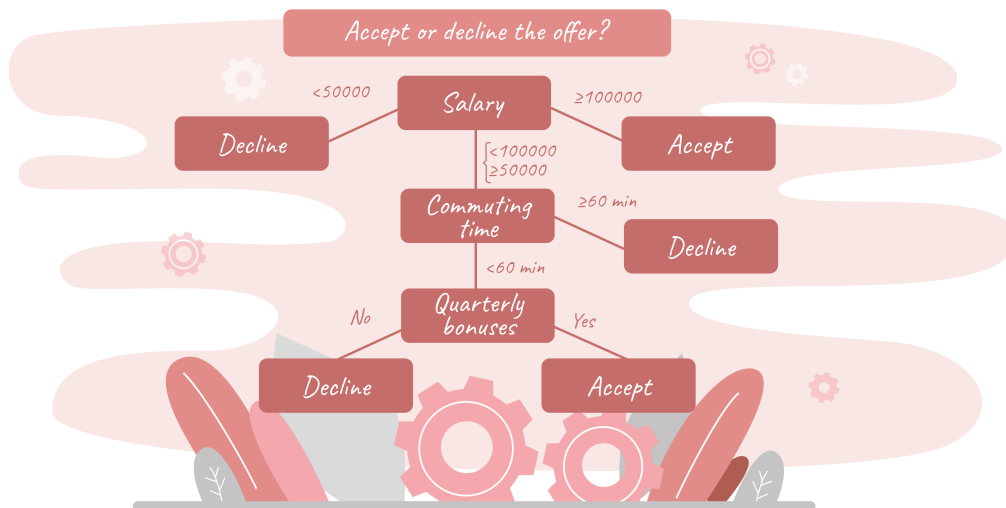 Accept or decline the offer?
<50000
Salary
≥100000
Decline
Accept
<100000
≥50000
Commuting
time
≥60 min
Decline
<60 min
Quarterly
bonuses
No
Yes
Decline
Accept